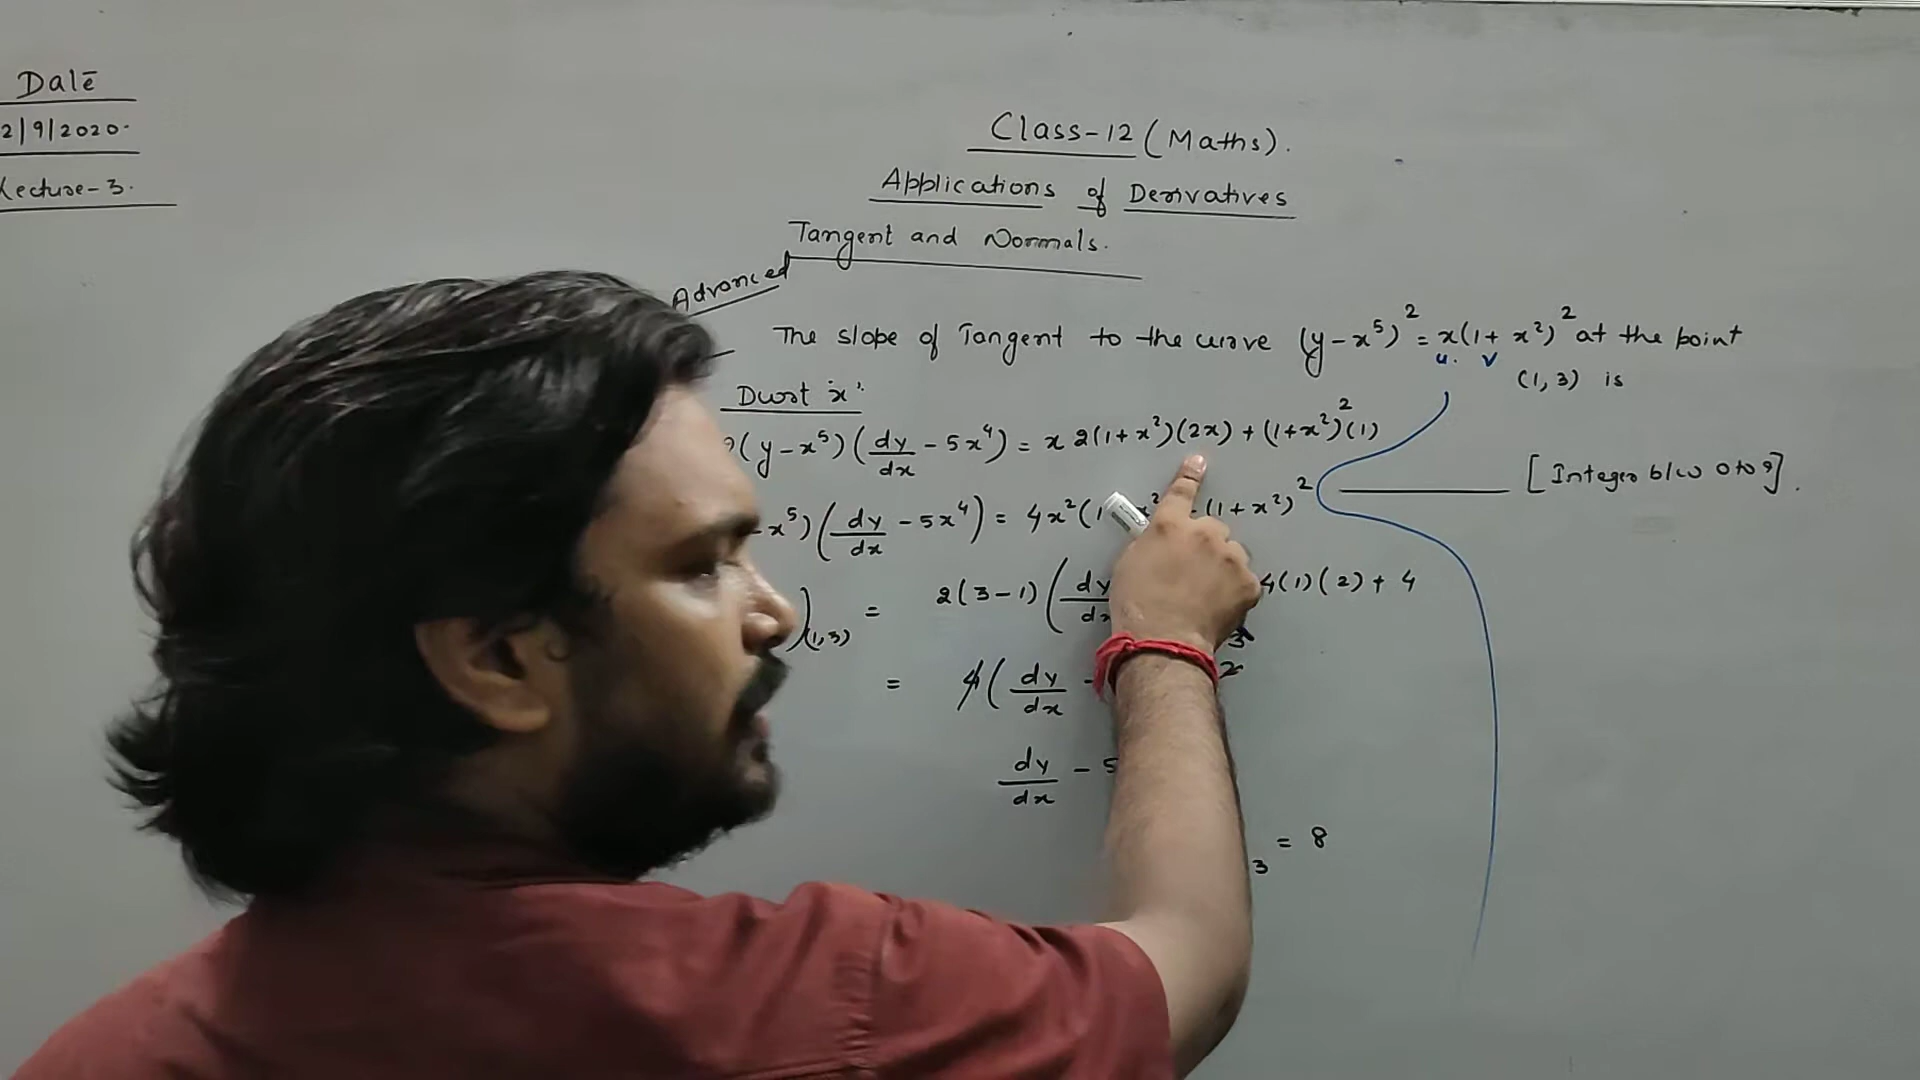 Date
2/9/2020.
Lecture-3.
Class-12 (Maths).
Applications of Derivatives
Tangent and Normals.
Advanced
The slope of Tangent to the curve (y-x⁵)² = x(1+x²)² at the point
u. v
(1, 3) is
Dwrt 'x'
2(y-x⁵)(dy/dx - 5x⁴) = x 2(1+x²)(2x) + (1+x²)²(1)
[Integer b/w 0 to 9].
-x⁵)(dy/dx - 5x⁴) = 4x²(1 x² (1+x²)²
)(1,3) = 2(3-1)(dy/dx 4(1)(2) + 4
= 4(dy/dx - 3
dy/dx - 5
3 = 8